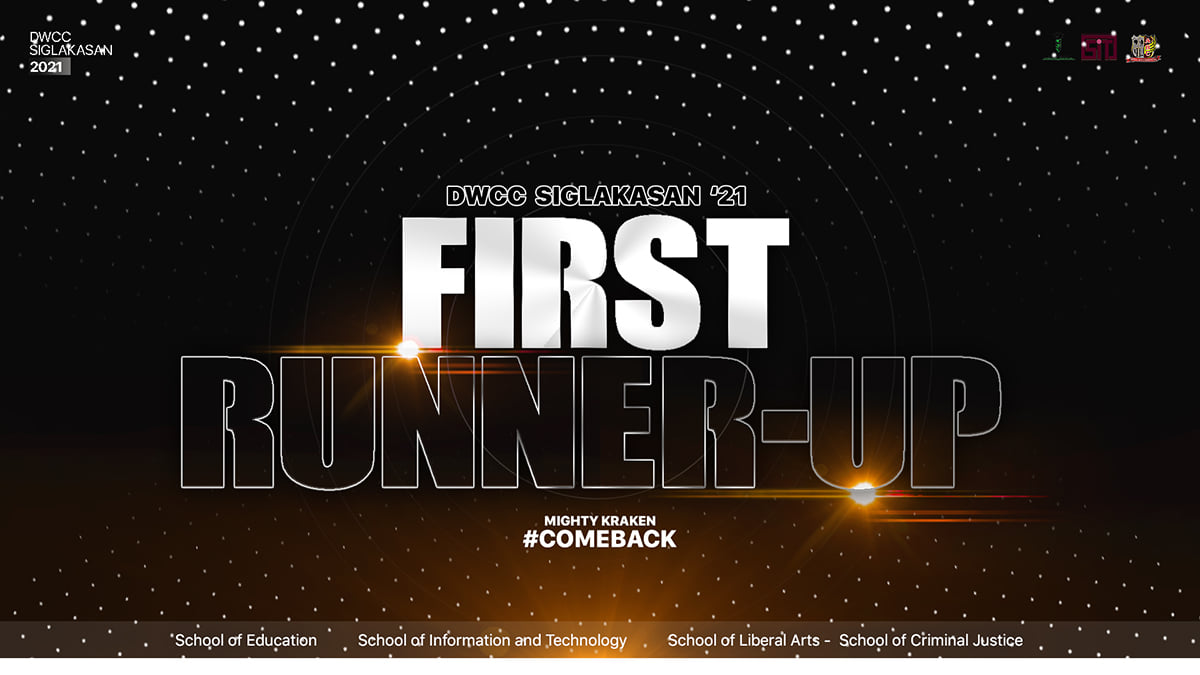 DWCC
SIGLAKASAN
2021
SITI
DWCC SIGLAKASAN ‘21
FIRST
RUNNER-UP
MIGHTY KRAKEN
#COMEBACK
School of Education School of Information and Technology School of Liberal Arts - School of Criminal Justice